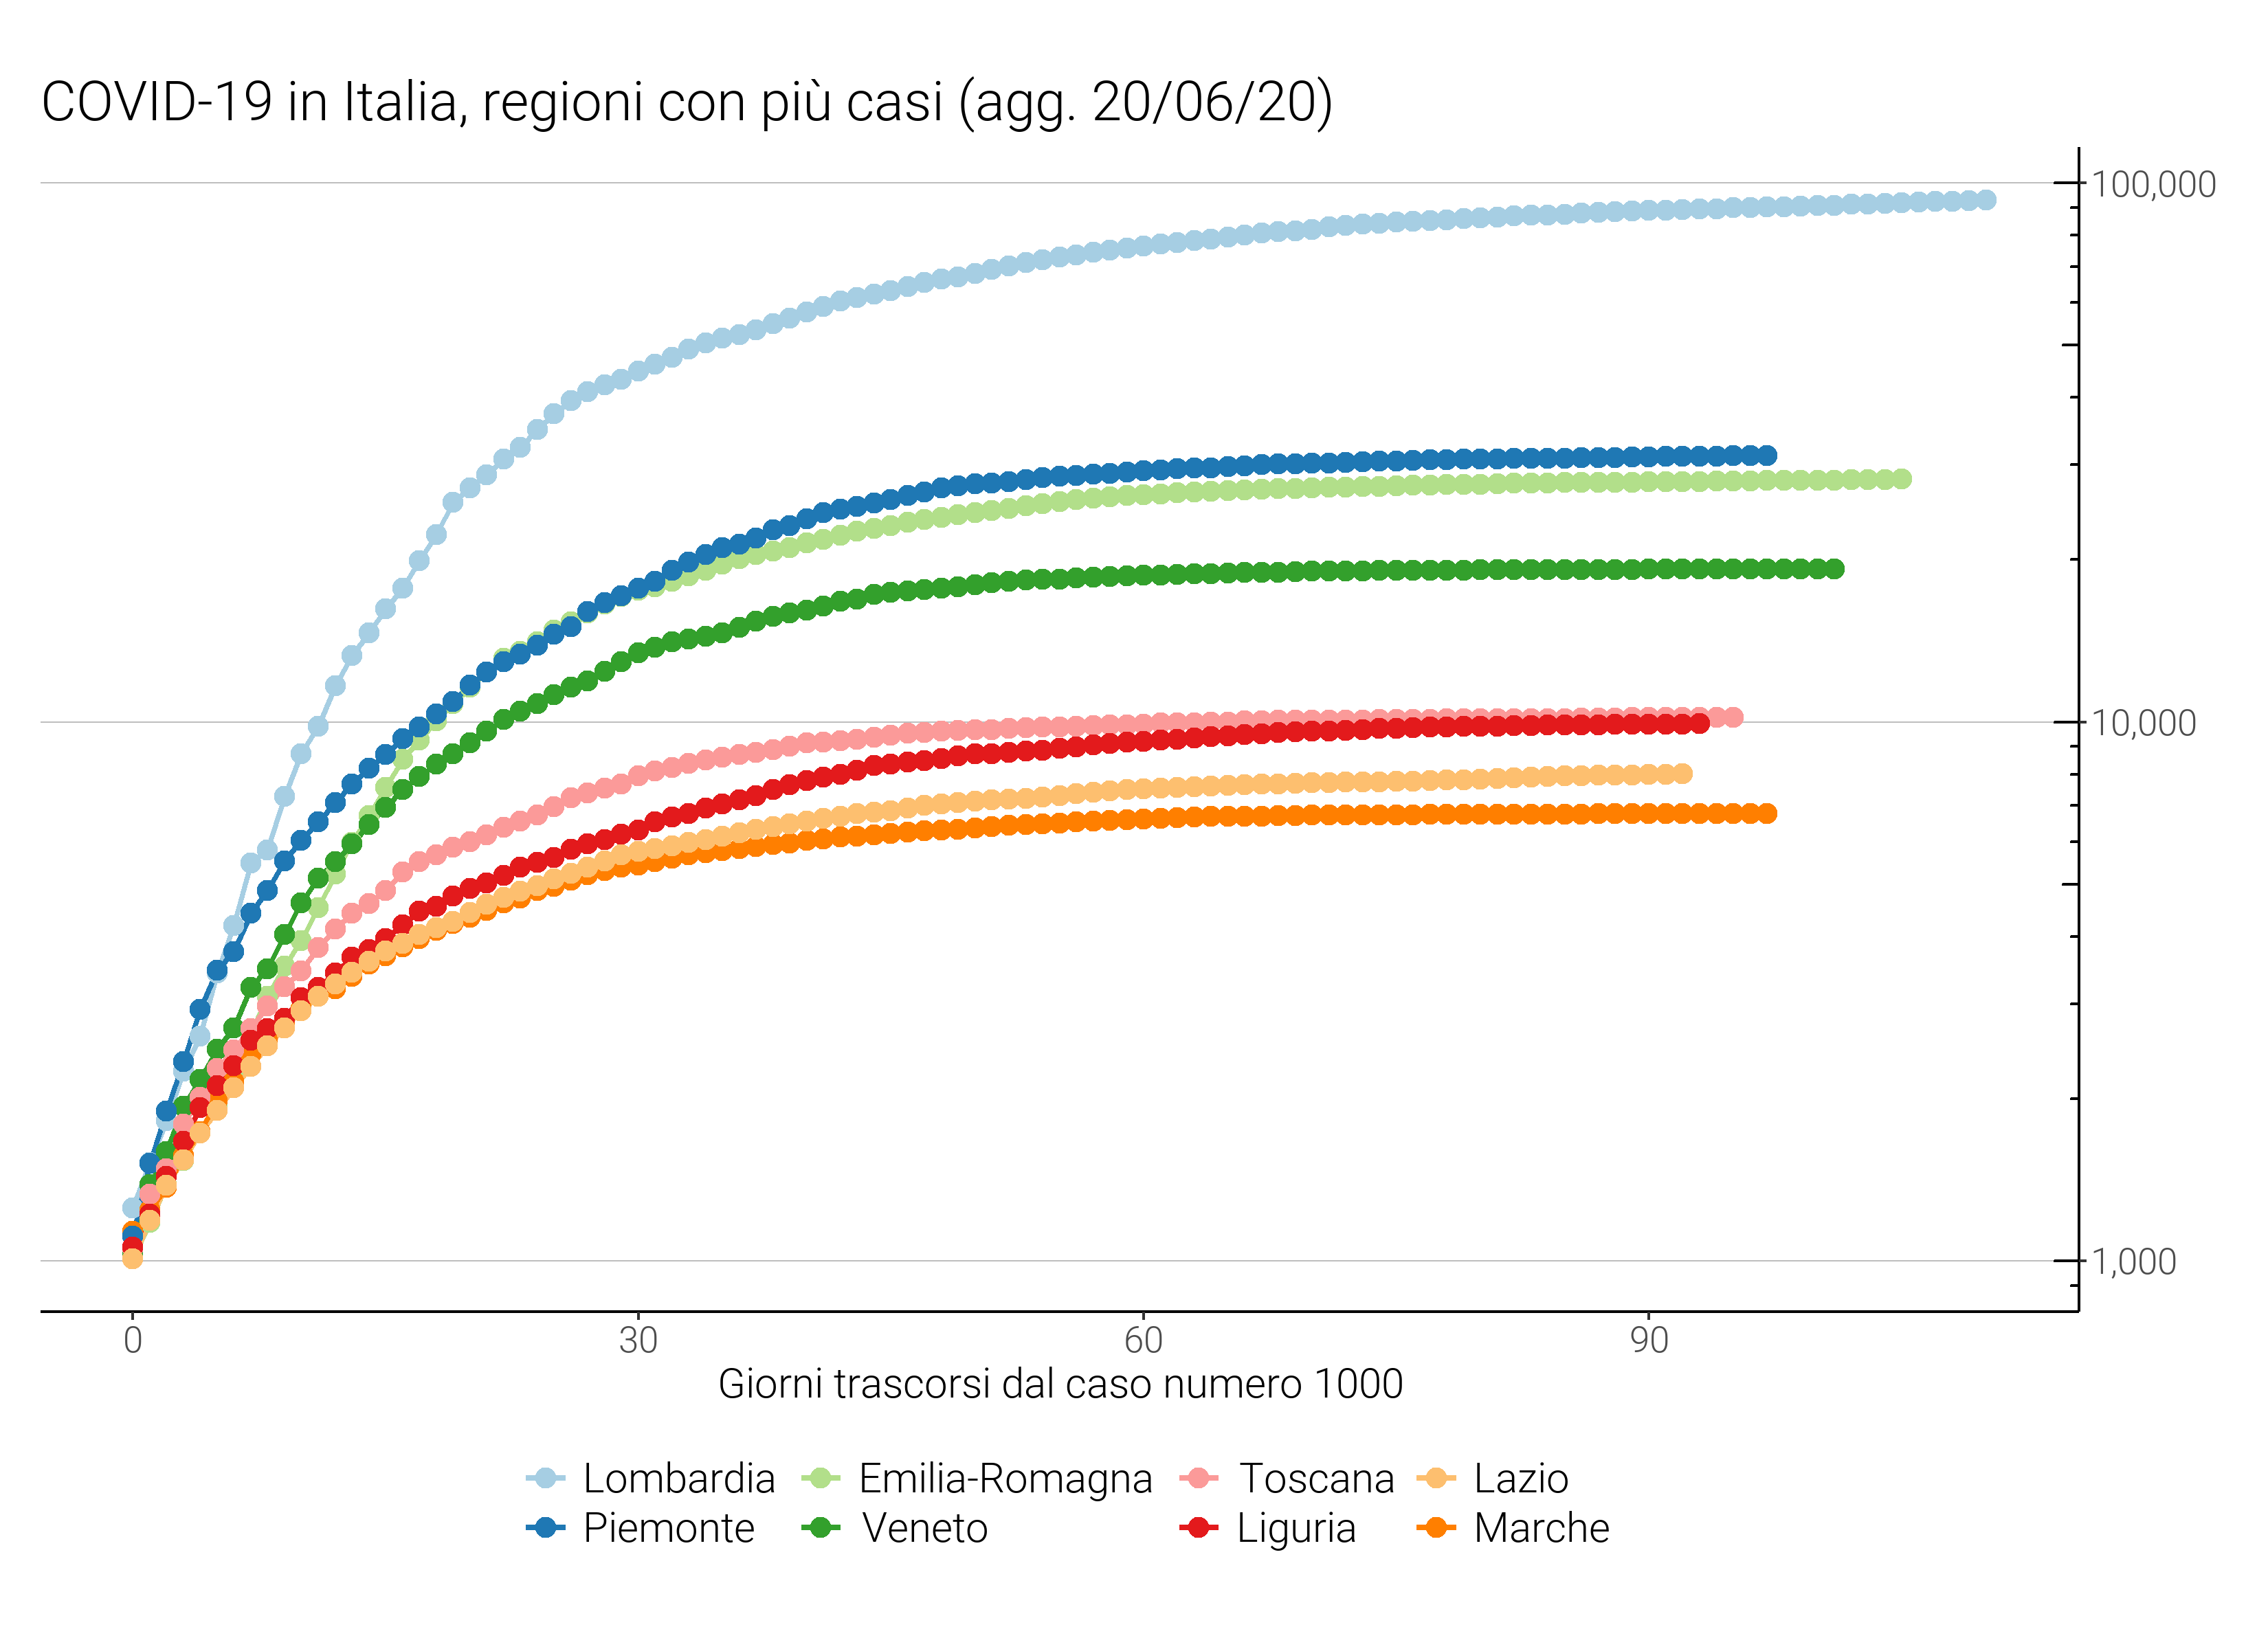 COVID-19 in Italia, regioni con più casi (agg. 20/06/20)
100,000
10,000
1,000
0 30 60 90
Giorni trascorsi dal caso numero 1000
Lombardia Emilia-Romagna Toscana Lazio
Piemonte Veneto Liguria Marche